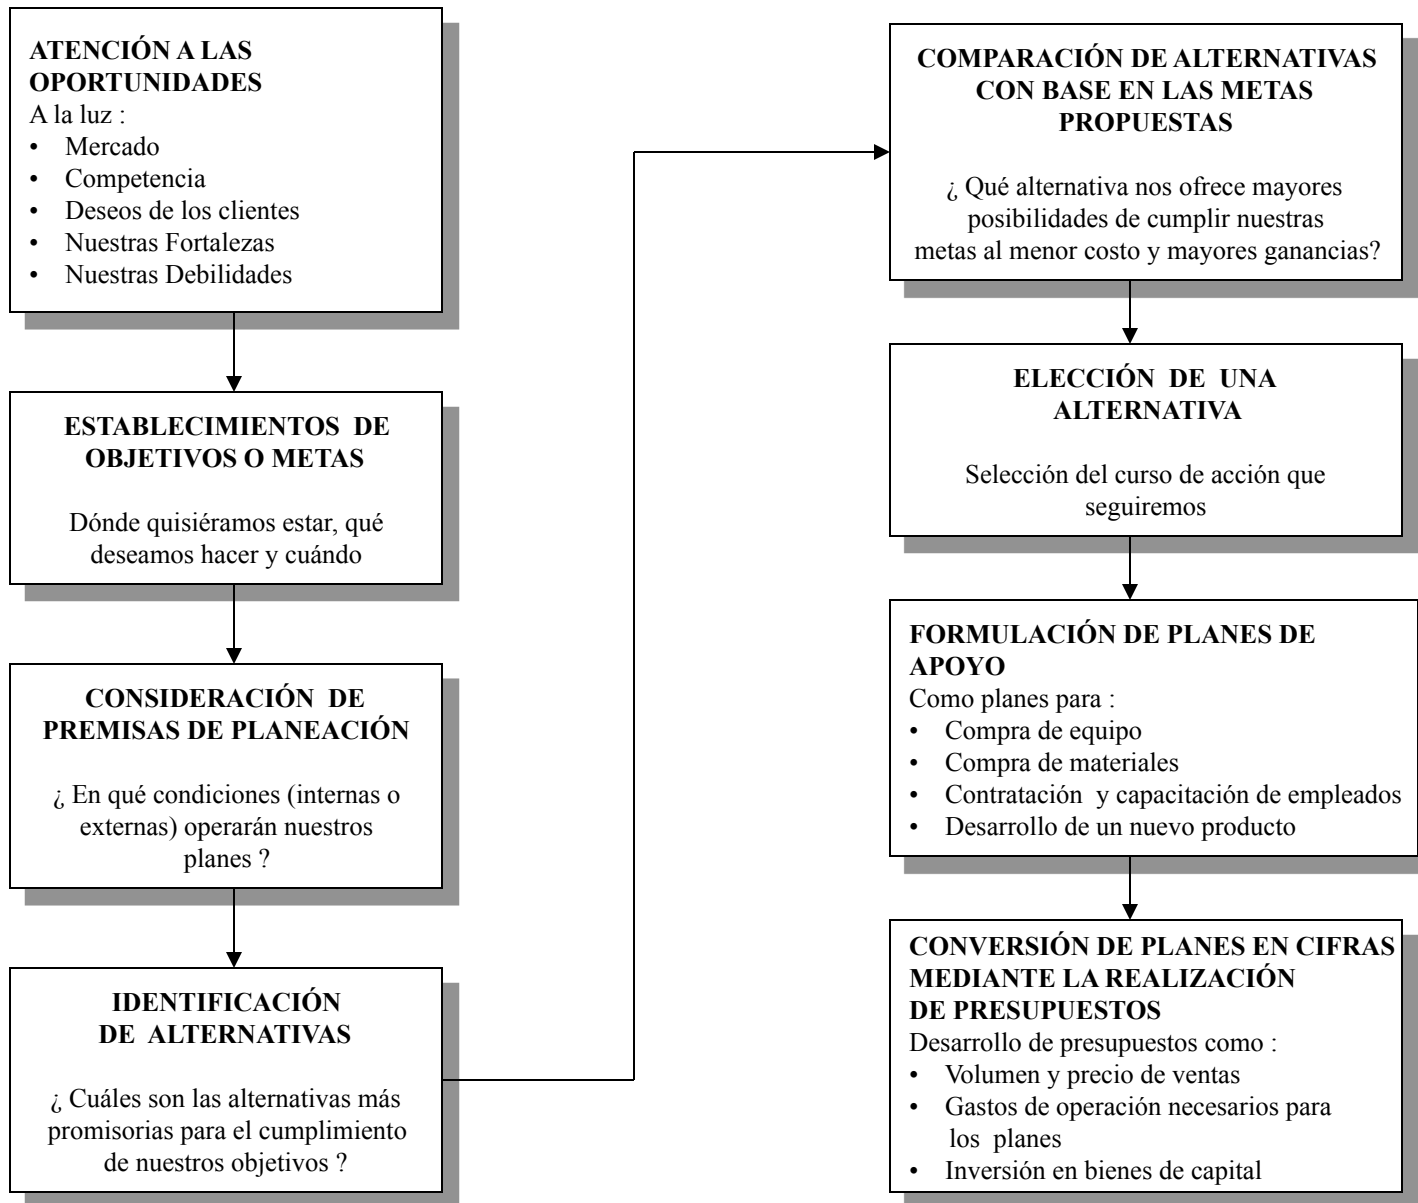 ATENCIÓN A LAS
OPORTUNIDADES
A la luz :
• Mercado
• Competencia
• Deseos de los clientes
• Nuestras Fortalezas
• Nuestras Debilidades
ESTABLECIMIENTOS DE
OBJETIVOS O METAS
Dónde quisiéramos estar, qué
deseamos hacer y cuándo
CONSIDERACIÓN DE
PREMISAS DE PLANEACIÓN
¿ En qué condiciones (internas o
externas) operarán nuestros
planes ?
IDENTIFICACIÓN
DE ALTERNATIVAS
¿ Cuáles son las alternativas más
promisorias para el cumplimiento
de nuestros objetivos ?
COMPARACIÓN DE ALTERNATIVAS
CON BASE EN LAS METAS
PROPUESTAS
¿ Qué alternativa nos ofrece mayores
posibilidades de cumplir nuestras
metas al menor costo y mayores ganancias?
ELECCIÓN DE UNA
ALTERNATIVA
Selección del curso de acción que
seguiremos
FORMULACIÓN DE PLANES DE
APOYO
Como planes para :
• Compra de equipo
• Compra de materiales
• Contratación y capacitación de empleados
• Desarrollo de un nuevo producto
CONVERSIÓN DE PLANES EN CIFRAS
MEDIANTE LA REALIZACIÓN
DE PRESUPUESTOS
Desarrollo de presupuestos como :
• Volumen y precio de ventas
• Gastos de operación necesarios para
los planes
• Inversión en bienes de capital